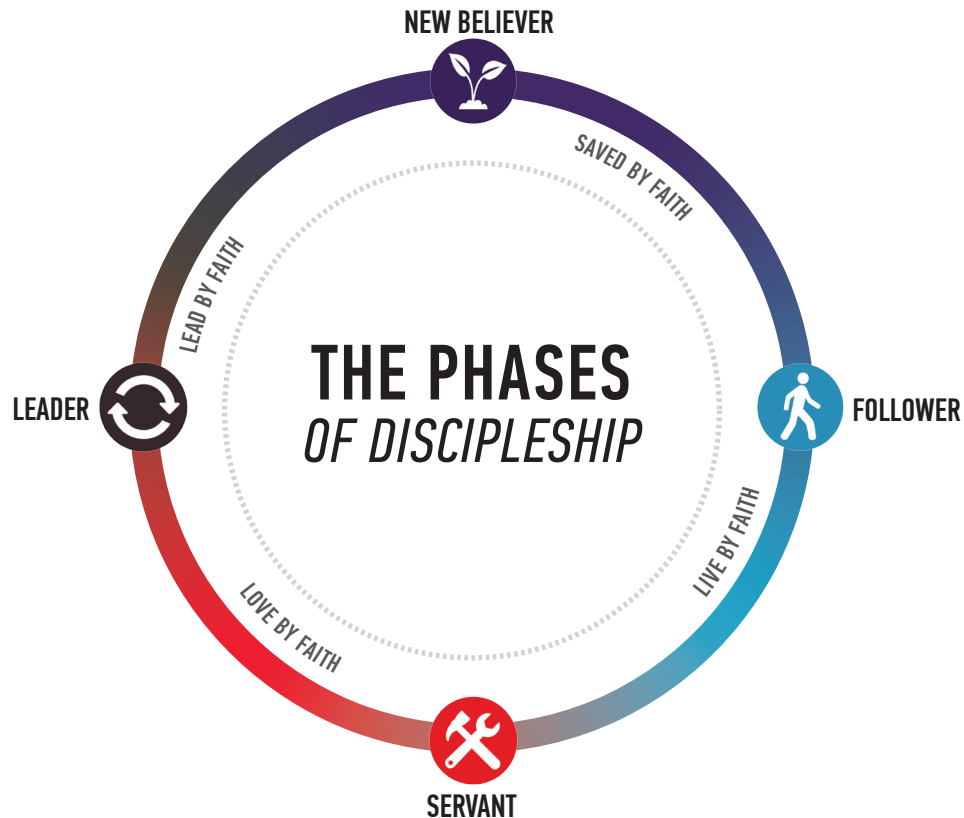 NEW BELIEVER
SAVED BY FAITH
LEAD BY FAITH
THE PHASES
OF DISCIPLESHIP
LEADER
FOLLOWER
LIVE BY FAITH
LOVE BY FAITH
SERVANT